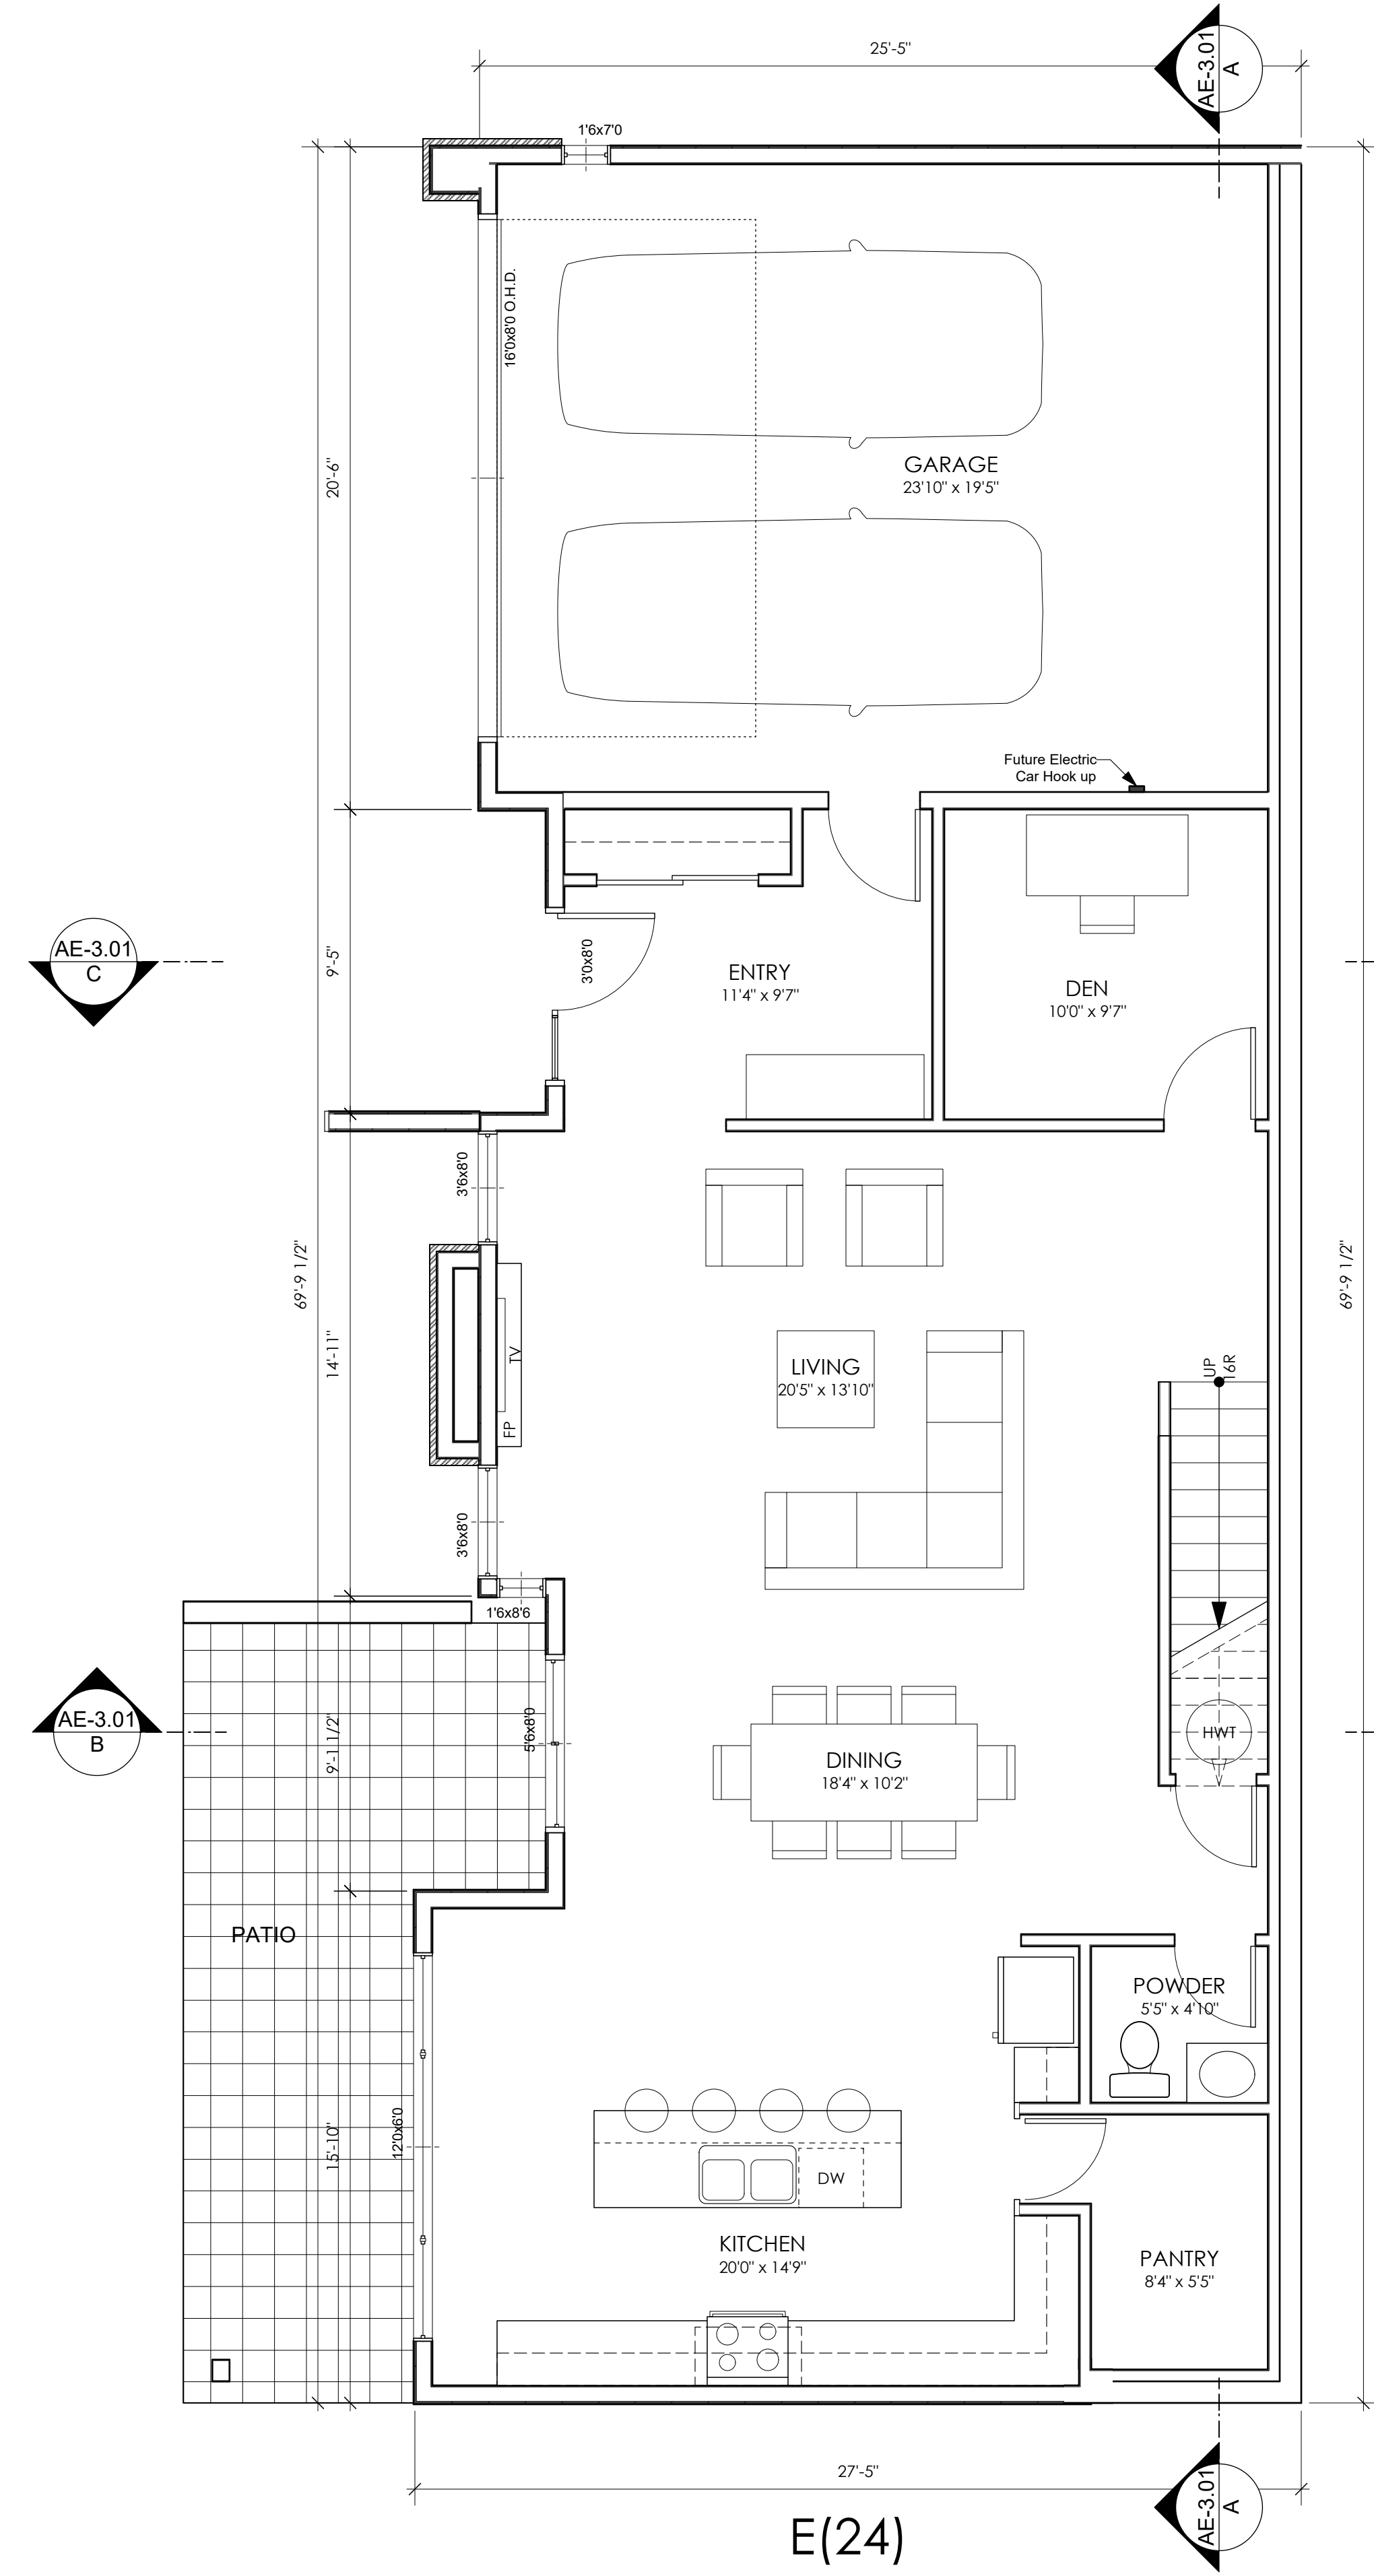 25'-5"
AE-3.01
A
1'6x7'0
16'0x8'0 O.H.D.
20'-6"
GARAGE
23'10" x 19'5"
Future Electric
Car Hook up
AE-3.01
C
9'-5"
3'0x8'0
ENTRY
11'4" x 9'7"
DEN
10'0" x 9'7"
3'6x8'0
69'-9 1/2"
14'-11"
TV
FP
LIVING
20'5" x 13'10"
UP
16R
69'-9 1/2"
3'6x8'0
1'6x8'6
AE-3.01
B
9'-1 1/2"
5'6x8'0
DINING
18'4" x 10'2"
HWT
PATIO
POWDER
5'5" x 4'10"
15'-10"
12'0x6'0
DW
KITCHEN
20'0" x 14'9"
PANTRY
8'4" x 5'5"
27'-5"
AE-3.01
A
E(24)